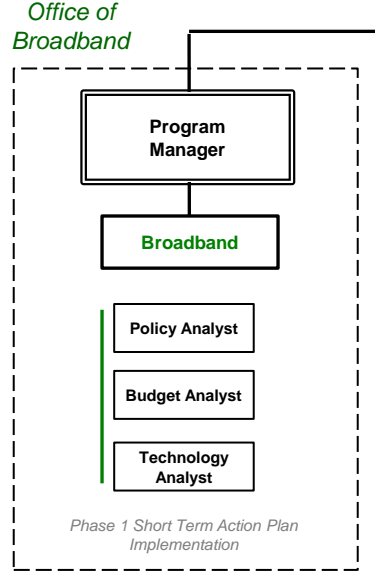 Office of
Broadband
Program
Manager
Broadband
Policy Analyst
Budget Analyst
Technology
Analyst
Phase 1 Short Term Action Plan
Implementation